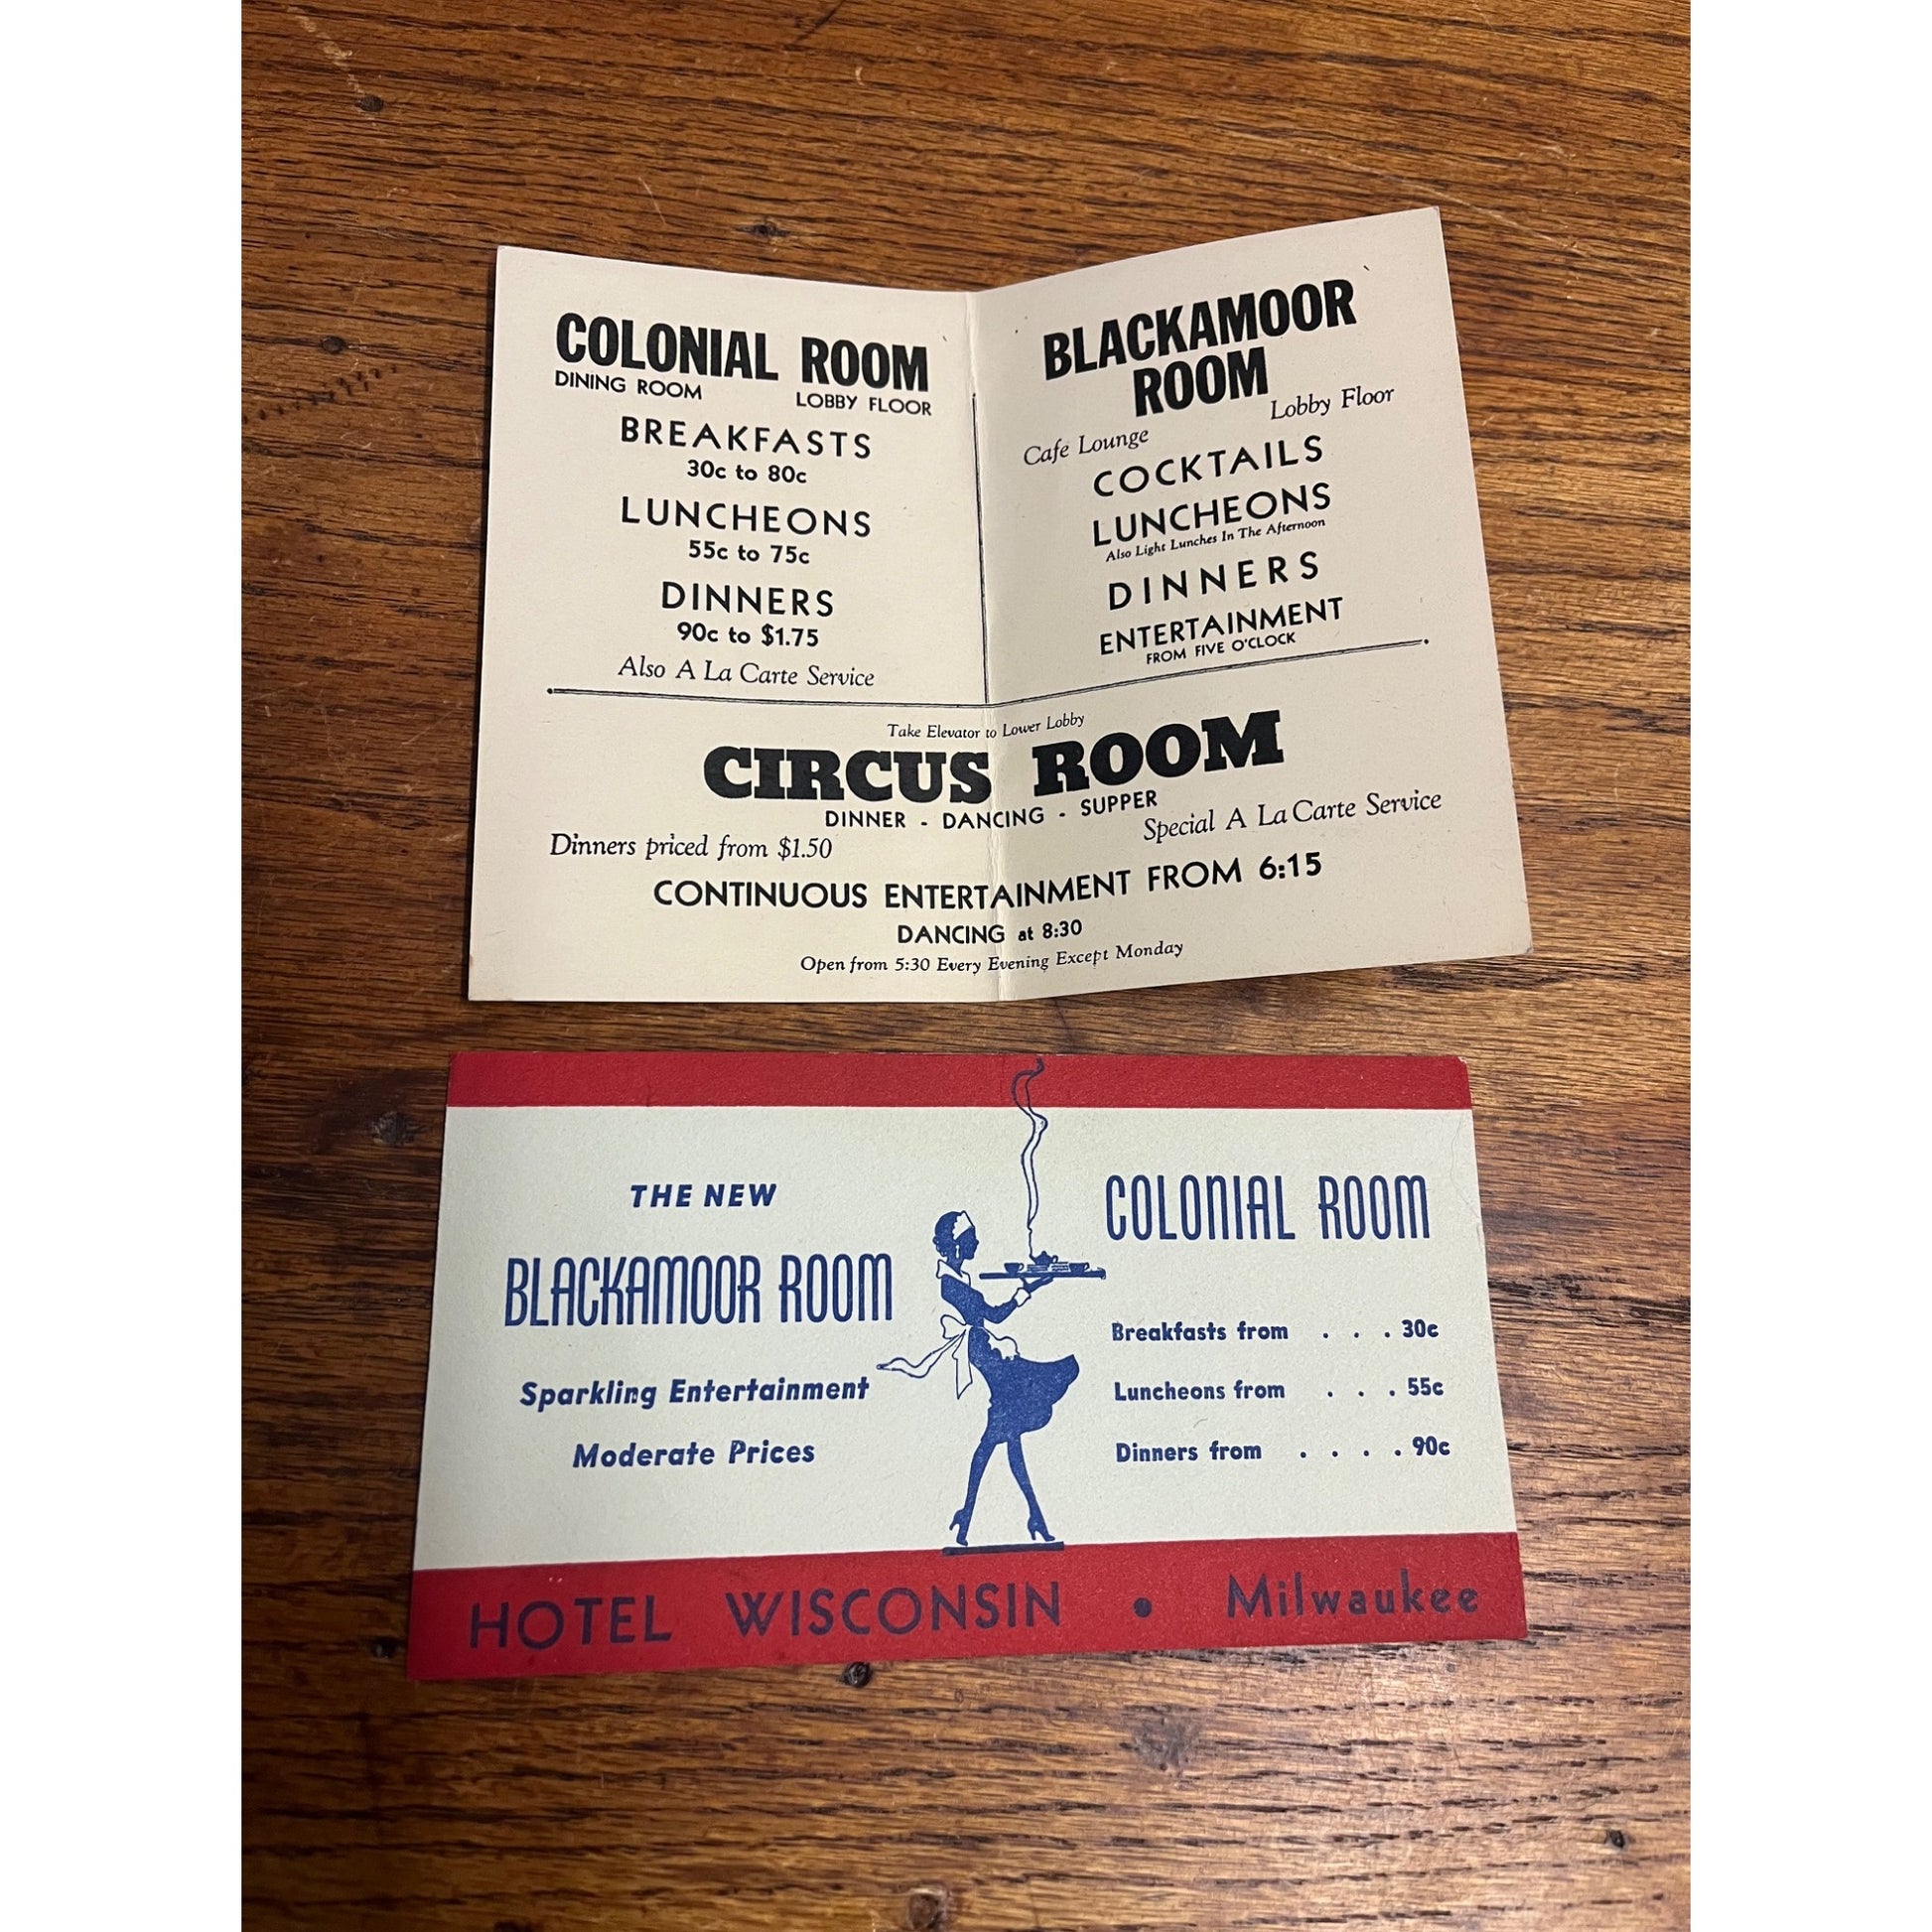 COLONIAL ROOM
DINING ROOM LOBBY FLOOR
BREAKFASTS
30c to 80c
LUNCHEONS
55c to 75c
DINNERS
90c to $1.75
Also A La Carte Service
BLACKAMOOR
ROOM
Lobby Floor
Cafe Lounge
COCKTAILS
LUNCHEONS
Also Light Lunches In The Afternoon
DINNERS
ENTERTAINMENT
FROM FIVE O'CLOCK
Take Elevator to Lower Lobby
CIRCUS ROOM
DINNER - DANCING - SUPPER
Dinners priced from $1.50 Special A La Carte Service
CONTINUOUS ENTERTAINMENT FROM 6:15
DANCING at 8:30
Open from 5:30 Every Evening Except Monday
THE NEW
BLACKAMOOR ROOM
Sparkling Entertainment
Moderate Prices
COLONIAL ROOM
Breakfasts from . . . 30c
Luncheons from . . . 55c
Dinners from . . . . 90c
HOTEL WISCONSIN • Milwaukee